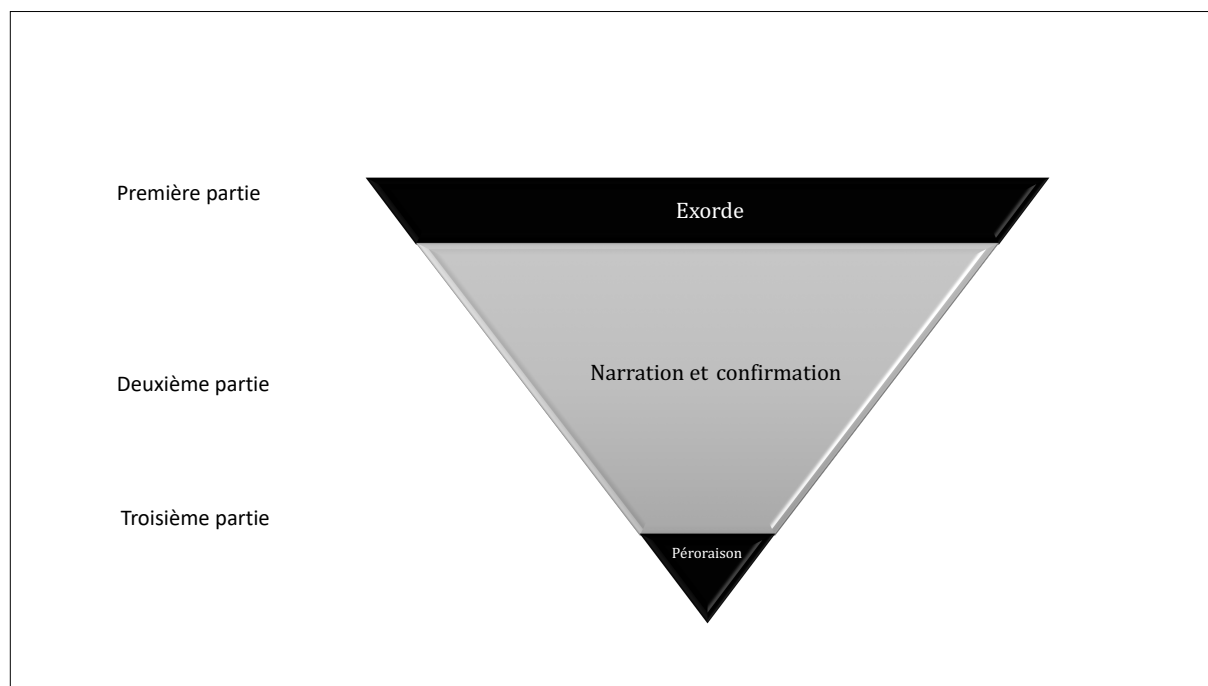 Première partie
Exorde
Deuxième partie
Narration et confirmation
Troisième partie
Péroraison